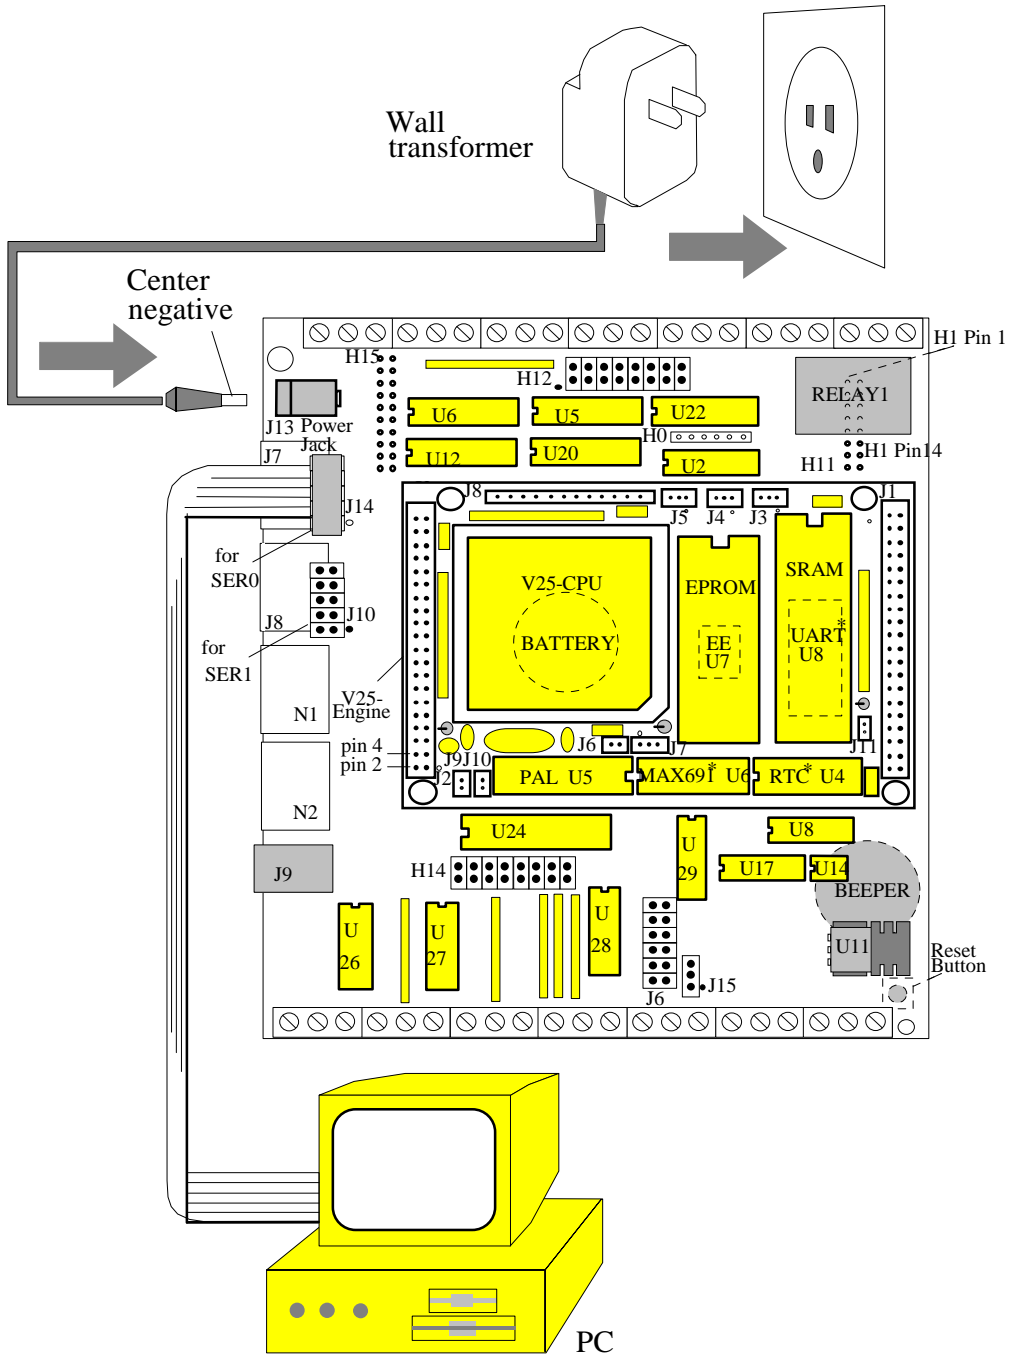 Wall
transformer
Center
negative
H1 Pin 1
H15
H12
RELAY1
J13 Power
Jack
U6
U5
U22
H0
H1 Pin14
J7
U12
U20
U2
H11
J8
J1
J14
J5
J4
J3
for
SER0
V25-CPU
EPROM
SRAM
BATTERY
EE
U7
UART*
U8
J8
J10
for
SER1
V25-
Engine
N1
pin 4
pin 2
J6
J7
J11
J9J10
J2
PAL U5
MAX691* U6
RTC* U4
N2
U24
U8
H14
U
29
U17
U14
J9
BEEPER
U
26
U
27
U
28
U11
Reset
Button
J6
J15
PC